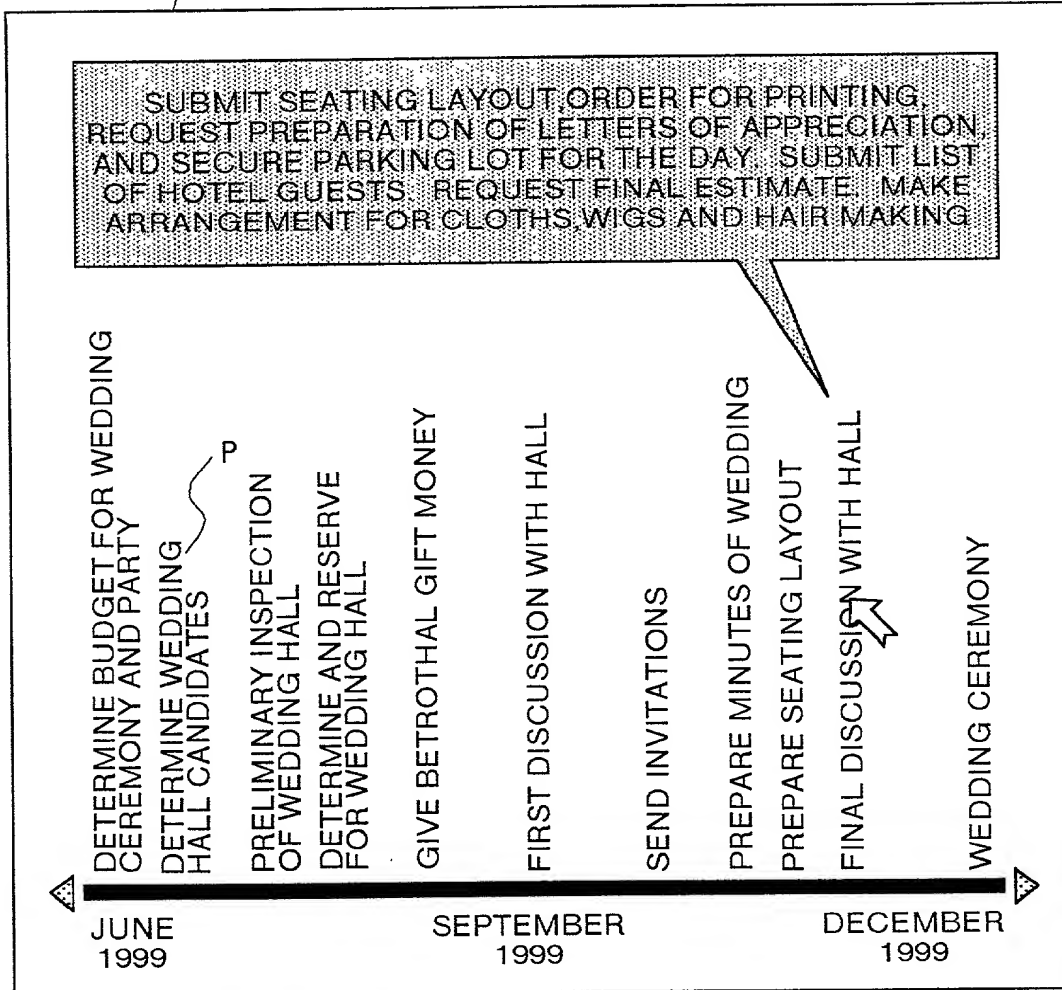 SUBMIT SEATING LAYOUT,ORDER FOR PRINTING.
REQUEST PREPARATION OF LETTERS OF APPRECIATION,
AND SECURE PARKING LOT FOR THE DAY. SUBMIT LIST
OF HOTEL GUESTS. REQUEST FINAL ESTIMATE. MAKE
ARRANGEMENT FOR CLOTHS,WIGS AND HAIR MAKING
DETERMINE BUDGET FOR WEDDING
CEREMONY AND PARTY
DETERMINE WEDDING
HALL CANDIDATES
P
PRELIMINARY INSPECTION
OF WEDDING HALL
DETERMINE AND RESERVE
FOR WEDDING HALL
GIVE BETROTHAL GIFT MONEY
FIRST DISCUSSION WITH HALL
SEND INVITATIONS
PREPARE MINUTES OF WEDDING
PREPARE SEATING LAYOUT
FINAL DISCUSSION WITH HALL
WEDDING CEREMONY
JUNE
1999
SEPTEMBER
1999
DECEMBER
1999